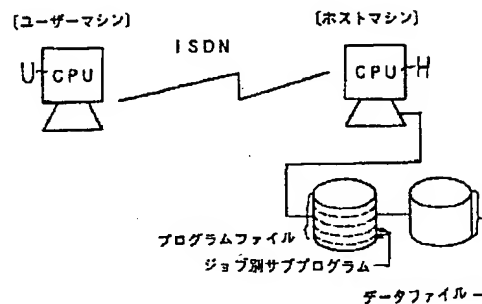 [ユーザーマシン]
[ホストマシン]
ISDN
U
CPU
CPU
H
プログラムファイル
ジョブ別サブプログラム
データファイル